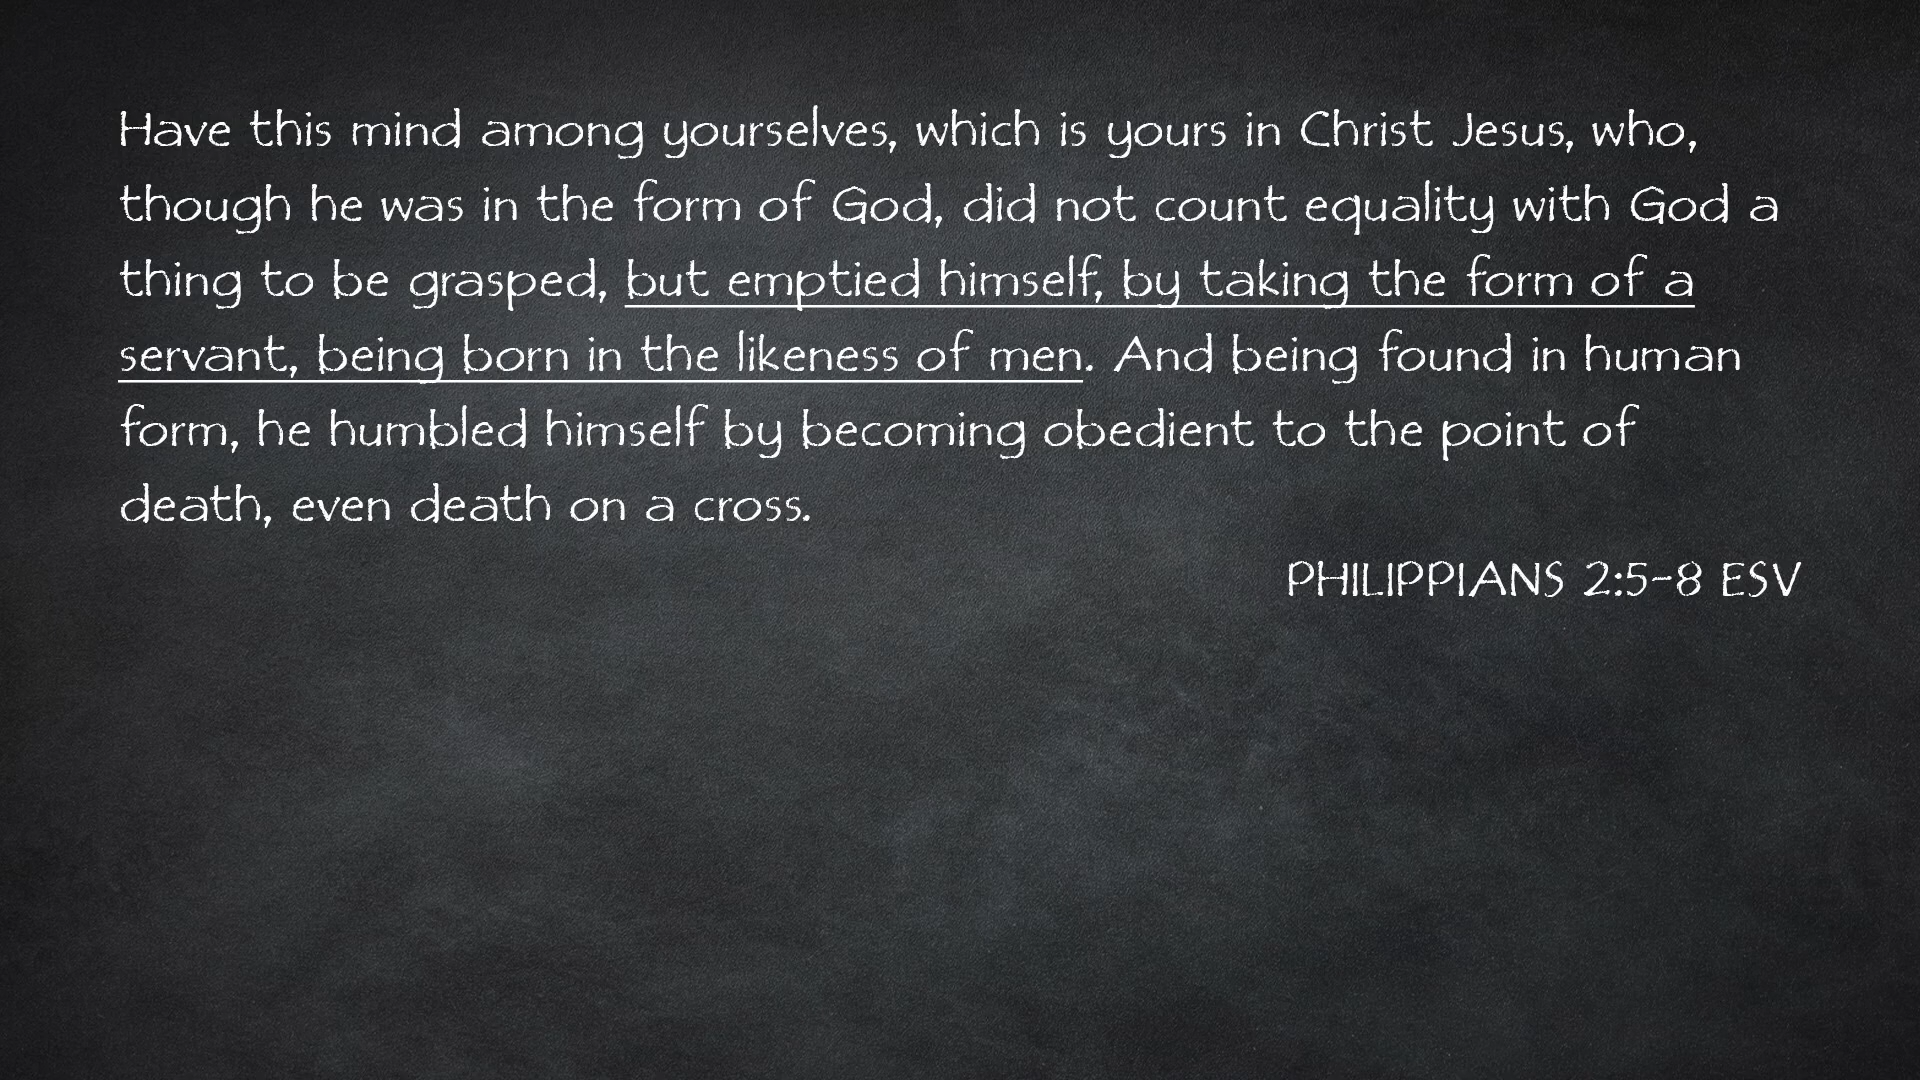 Have this mind among yourselves, which is yours in Christ Jesus, who,
though he was in the form of God, did not count equality with God a
thing to be grasped, but emptied himself, by taking the form of a
servant, being born in the likeness of men. And being found in human
form, he humbled himself by becoming obedient to the point of
death, even death on a cross.
PHILIPPIANS 2:5-8 ESV